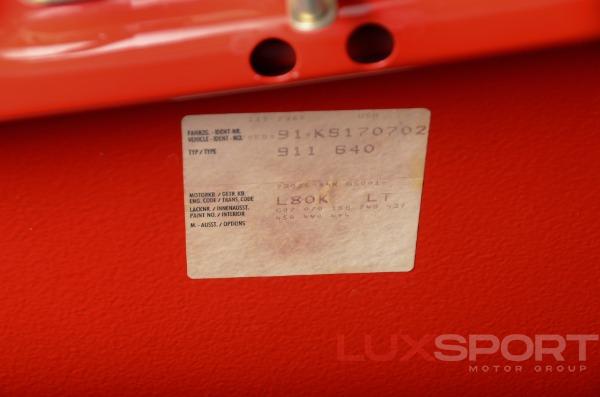 USA
FAHRZG. - IDENT-NR.
VEHICLE - IDENT - NO. 91+KS170702
TYP / TYPE 911 640
MOTORKB. / GETR. KB.
ENG. CODE / TRANS. CODE
LACKNR. / INNENAUSST. L80K LT
PAINT NO. / INTERIOR
M.-AUSST. / OPTIONS
LUXSPORT
MOTOR GROUP